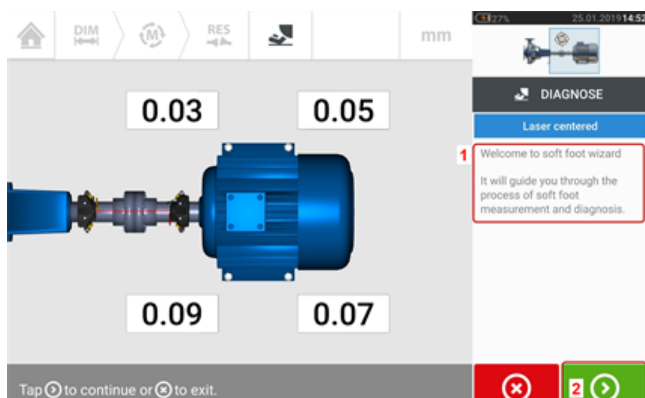 27% 25.01.2019 14:52
DIM
M
RES
mm
DIAGNOSE
Laser centered
0.03 0.05
1
Welcome to soft foot wizard
It will guide you through the
process of soft foot
measurement and diagnosis.
0.09 0.07
Tap to continue or to exit.
2